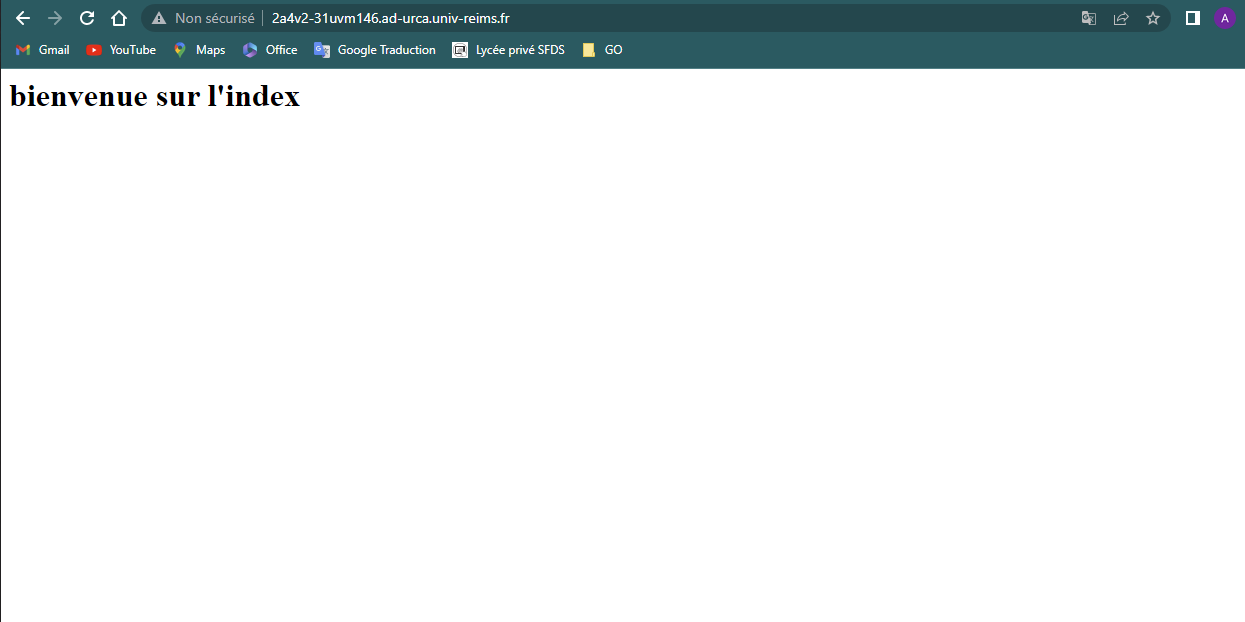 Non sécurisé 2a4v2-31uvm146.ad-urca.univ-reims.fr A
Gmail YouTube Maps Office Google Traduction Lycée privé SFDS GO
bienvenue sur l'index